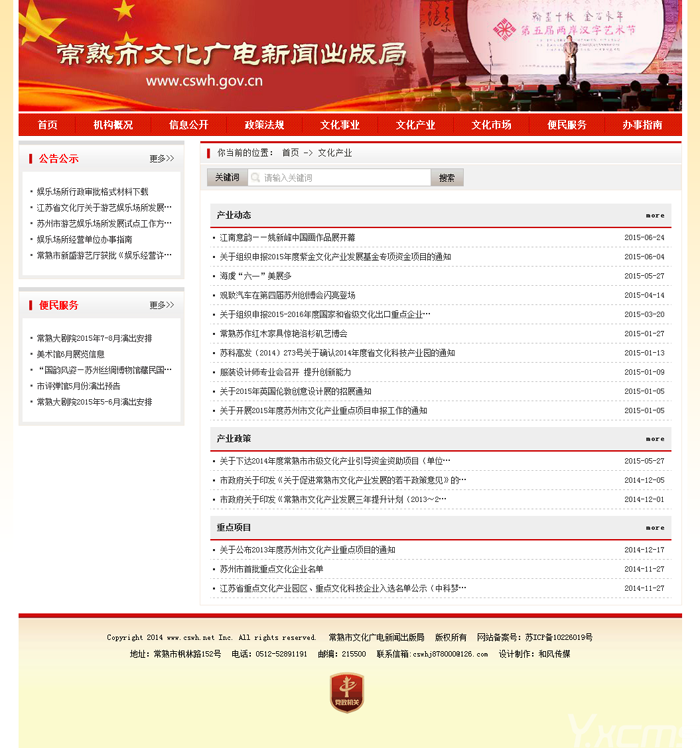 常熟市文化广电新闻出版局
www.cswh.gov.cn
第五届两岸汉字艺术节
首页 机构概况 信息公开 政策法规 文化事业 文化产业 文化市场 便民服务 办事指南
公告公示 更多>>
娱乐场所行政审批格式材料下载
江苏省文化厅关于游艺娱乐场所发展…
苏州市游艺娱乐场所发展试点工作方…
娱乐场所经营单位办事指南
常熟市新盛游艺厅获批《娱乐经营许…
便民服务 更多>>
常熟大剧院2015年7-8月演出安排
美术馆6月展览信息
“国韵风姿－苏州丝绸博物馆藏民国…
市评弹馆5月份演出预告
常熟大剧院2015年5-6月演出安排
你当前的位置： 首页 -> 文化产业
关键词 请输入关键词 搜索
产业动态 more
江南意韵－－姚新峰中国画作品展开幕 2015-06-24
关于组织申报2015年度紫金文化产业发展基金专项资金项目的通知 2015-06-04
海虞“六一”美展多 2015-05-27
观致汽车在第四届苏州创博会闪亮登场 2015-04-14
关于组织申报2015-2016年度国家和省级文化出口重点企业… 2015-03-20
常熟苏作红木家具惊艳洛杉矶艺博会 2015-01-27
苏科高发（2014）273号关于确认2014年度省文化科技产业园的通知 2015-01-13
服装设计师专业会召开 提升创新能力 2015-01-09
关于2015年英国伦敦创意设计展的招展通知 2015-01-05
关于开展2015年度苏州市文化产业重点项目申报工作的通知 2015-01-05
产业政策 more
关于下达2014年度常熟市市级文化产业引导资金资助项目（单位… 2015-05-27
市政府关于印发《关于促进常熟市文化产业发展的若干政策意见》的… 2014-12-05
市政府关于印发《常熟市文化产业发展三年提升计划（2013～2… 2014-12-01
重点项目 more
关于公布2013年度苏州市文化产业重点项目的通知 2014-12-17
苏州市首批重点文化企业名单 2014-11-27
江苏省重点文化产业园区、重点文化科技企业入选名单公示（中科梦… 2014-11-27
Copyright 2014 www.cswh.net Inc. All rights reserved. 常熟市文化广电新闻出版局 版权所有 网站备案号：苏ICP备10226019号
地址：常熟市枫林路152号 电话：0512-52891191 邮编：215500 联系信箱:cswhj878000@126.com 设计制作：和风传媒
党政机关
Yxcms